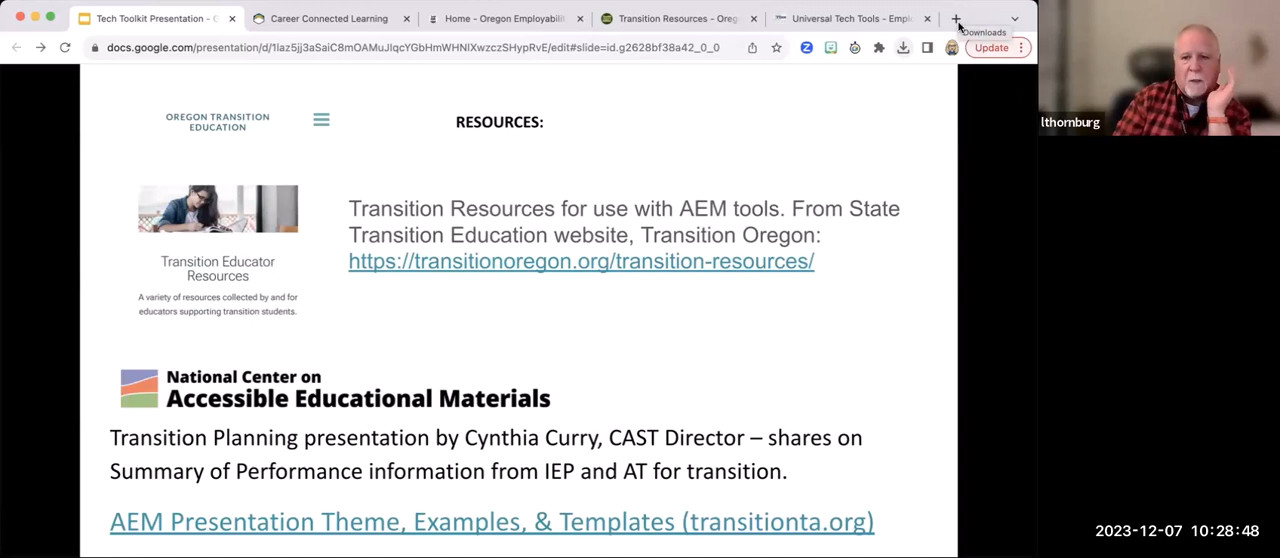 Tech Toolkit Presentation - G
Career Connected Learning
Home - Oregon Employabilit
Transition Resources - Oreg
Universal Tech Tools - Empl
Downloads
docs.google.com/presentation/d/1laz5jj3aSaiC8mOAMuJlqcYGbHmWHNIXwzczSHypRvE/edit#slide=id.g2628bf38a42_0_0
Update
OREGON TRANSITION
EDUCATION
RESOURCES:
Transition Resources for use with AEM tools. From State
Transition Education website, Transition Oregon:
https://transitionoregon.org/transition-resources/
Transition Educator
Resources
A variety of resources collected by and for
educators supporting transition students.
National Center on
Accessible Educational Materials
Transition Planning presentation by Cynthia Curry, CAST Director – shares on
Summary of Performance information from IEP and AT for transition.
AEM Presentation Theme, Examples, & Templates (transitionta.org)
lthornburg
2023-12-07 10:28:48